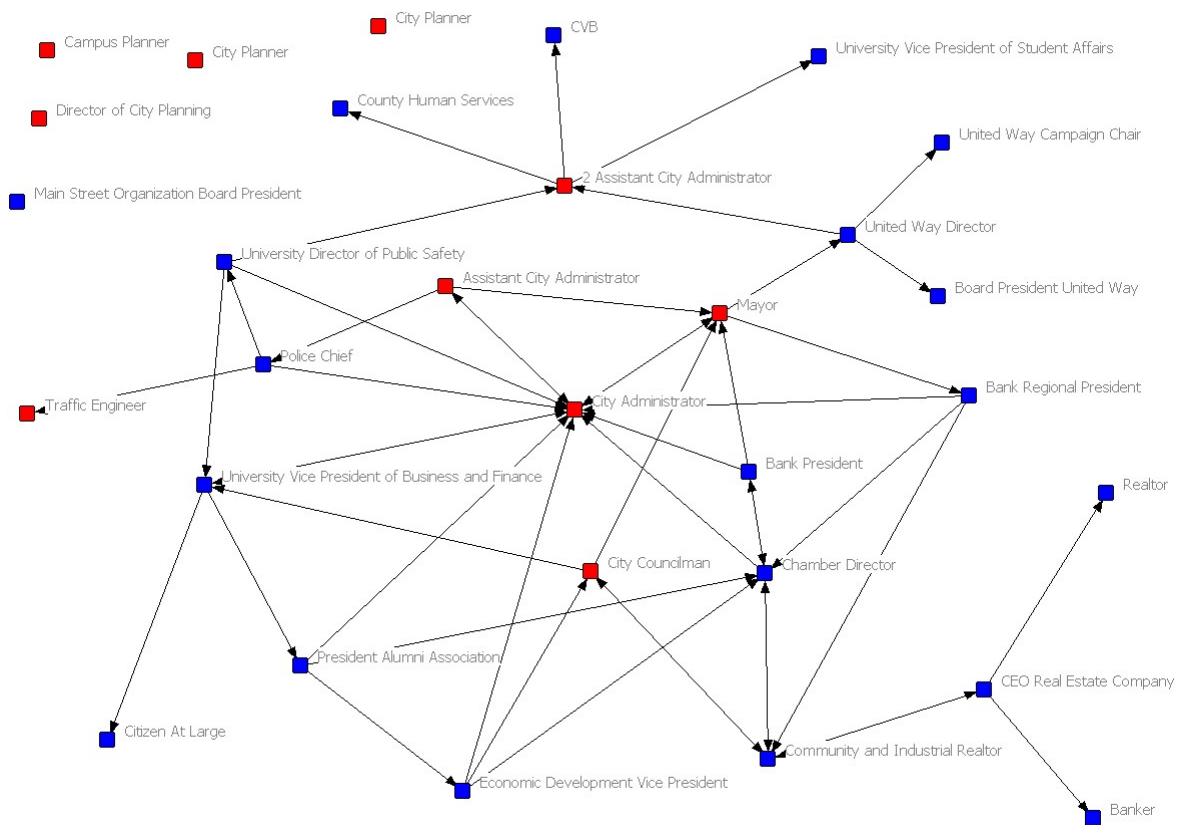 City Planner
CVB
Campus Planner
City Planner
University Vice President of Student Affairs
County Human Services
Director of City Planning
United Way Campaign Chair
2 Assistant City Administrator
Main Street Organization Board President
United Way Director
University Director of Public Safety
Assistant City Administrator
Board President United Way
Mayor
Police Chief
Bank Regional President
Traffic Engineer
City Administrator
Bank President
University Vice President of Business and Finance
Realtor
City Councilman
Chamber Director
President Alumni Association
CEO Real Estate Company
Citizen At Large
Community and Industrial Realtor
Economic Development Vice President
Banker